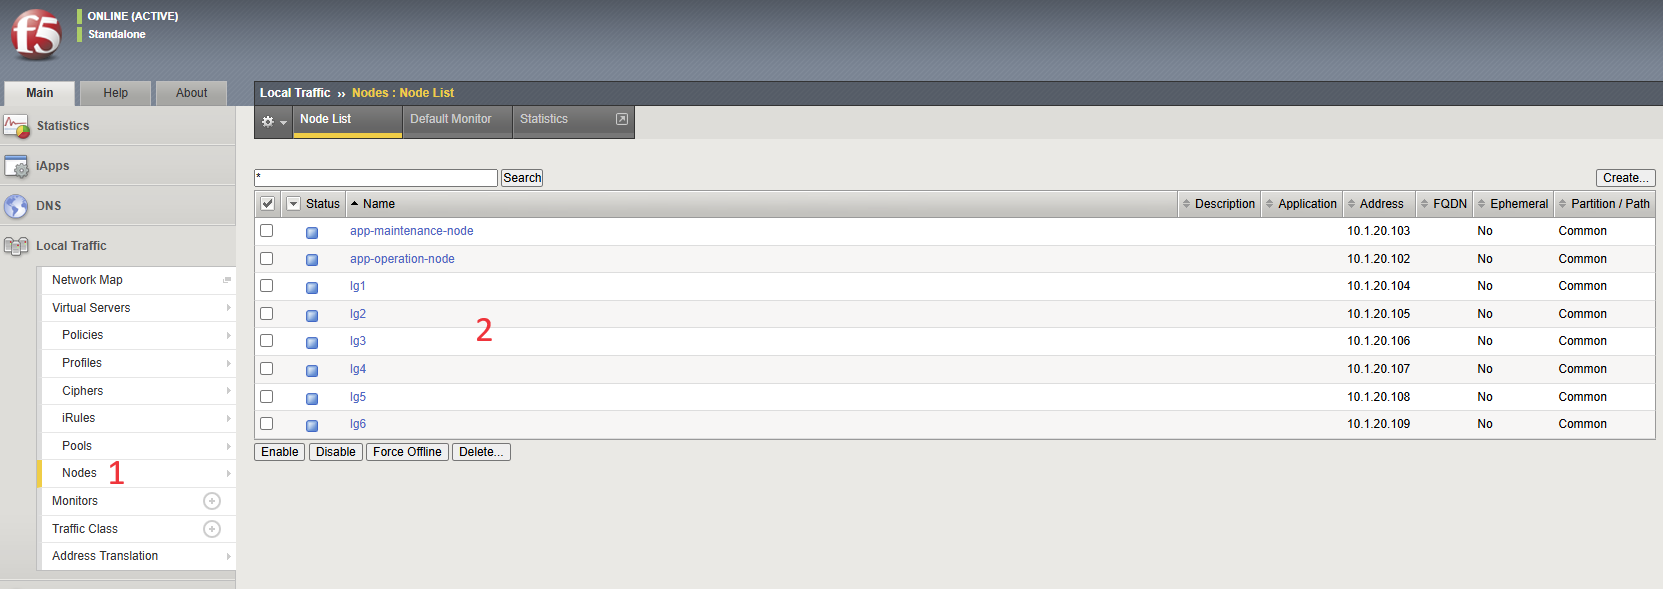 f5
ONLINE (ACTIVE)
Standalone
Main Help About
Statistics
iApps
DNS
Local Traffic
Network Map
Virtual Servers
Policies
Profiles
Ciphers
iRules
Pools
Nodes 1
Monitors
Traffic Class
Address Translation
Local Traffic ›› Nodes : Node List
Node List Default Monitor Statistics
* Search Create...
Status Name Description Application Address FQDN Ephemeral Partition / Path
app-maintenance-node 10.1.20.103 No Common
app-operation-node 10.1.20.102 No Common
lg1 10.1.20.104 No Common
lg2 10.1.20.105 No Common
2
lg3 10.1.20.106 No Common
lg4 10.1.20.107 No Common
lg5 10.1.20.108 No Common
lg6 10.1.20.109 No Common
Enable Disable Force Offline Delete...